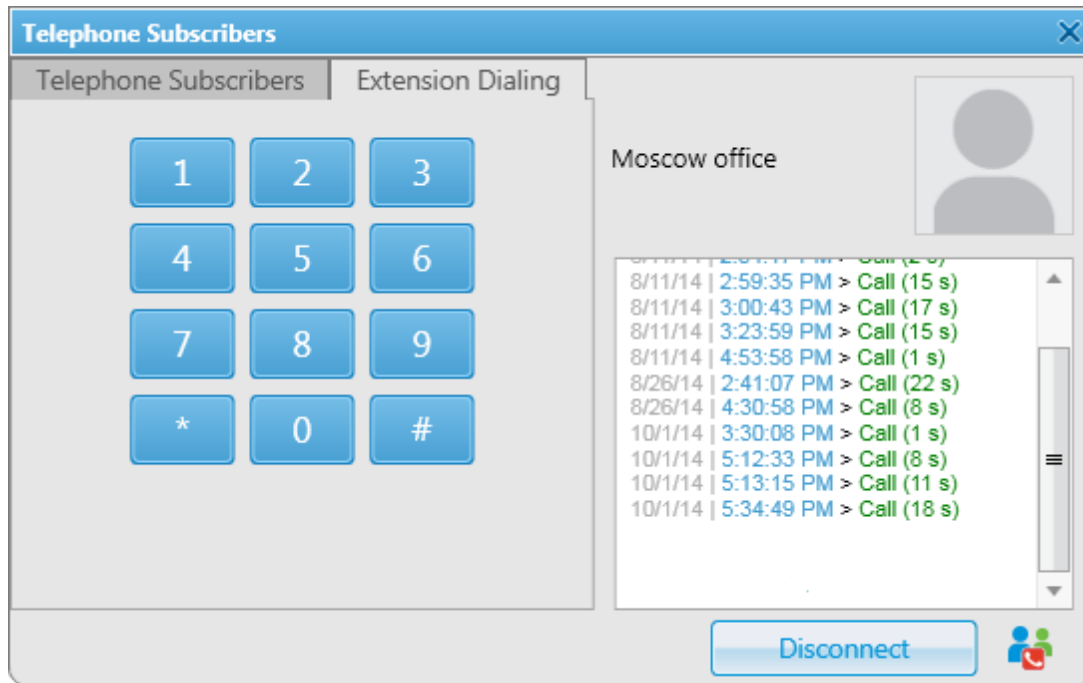 Telephone Subscribers
Telephone Subscribers Extension Dialing
1 2 3
4 5 6
7 8 9
* 0 #
Moscow office
8/11/14 | 2:59:35 PM > Call (15 s)
8/11/14 | 3:00:43 PM > Call (17 s)
8/11/14 | 3:23:59 PM > Call (15 s)
8/11/14 | 4:53:58 PM > Call (1 s)
8/26/14 | 2:41:07 PM > Call (22 s)
8/26/14 | 4:30:58 PM > Call (8 s)
10/1/14 | 3:30:08 PM > Call (1 s)
10/1/14 | 5:12:33 PM > Call (8 s)
10/1/14 | 5:13:15 PM > Call (11 s)
10/1/14 | 5:34:49 PM > Call (18 s)
Disconnect